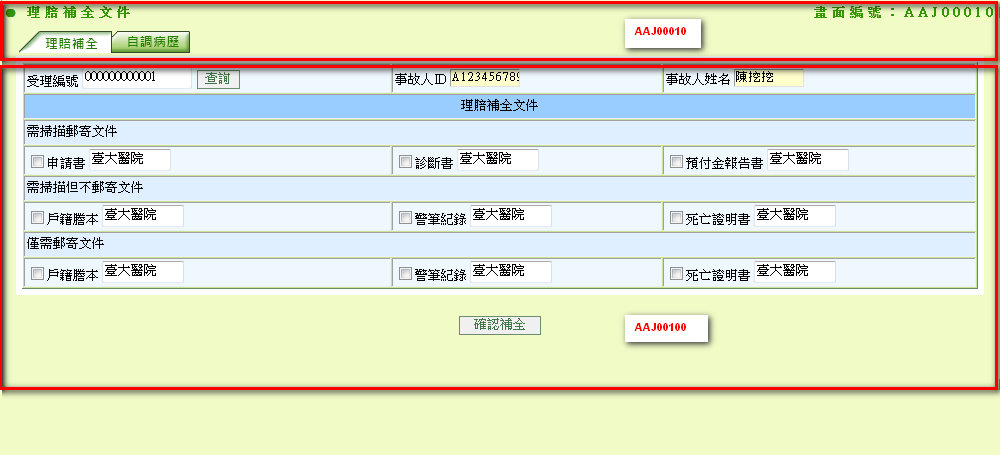 理賠補全文件 畫面編號：AAJ00010
理賠補全 自調病歷 AAJ00010
受理編號 00000000001 查詢 事故人ID A123456789 事故人姓名 陳挖挖
理賠補全文件
需掃描郵寄文件
申請書 臺大醫院 診斷書 臺大醫院 預付金報告書 臺大醫院
需掃描但不郵寄文件
戶籍謄本 臺大醫院 警筆紀錄 臺大醫院 死亡證明書 臺大醫院
僅需郵寄文件
戶籍謄本 臺大醫院 警筆紀錄 臺大醫院 死亡證明書 臺大醫院
確認補全 AAJ00100